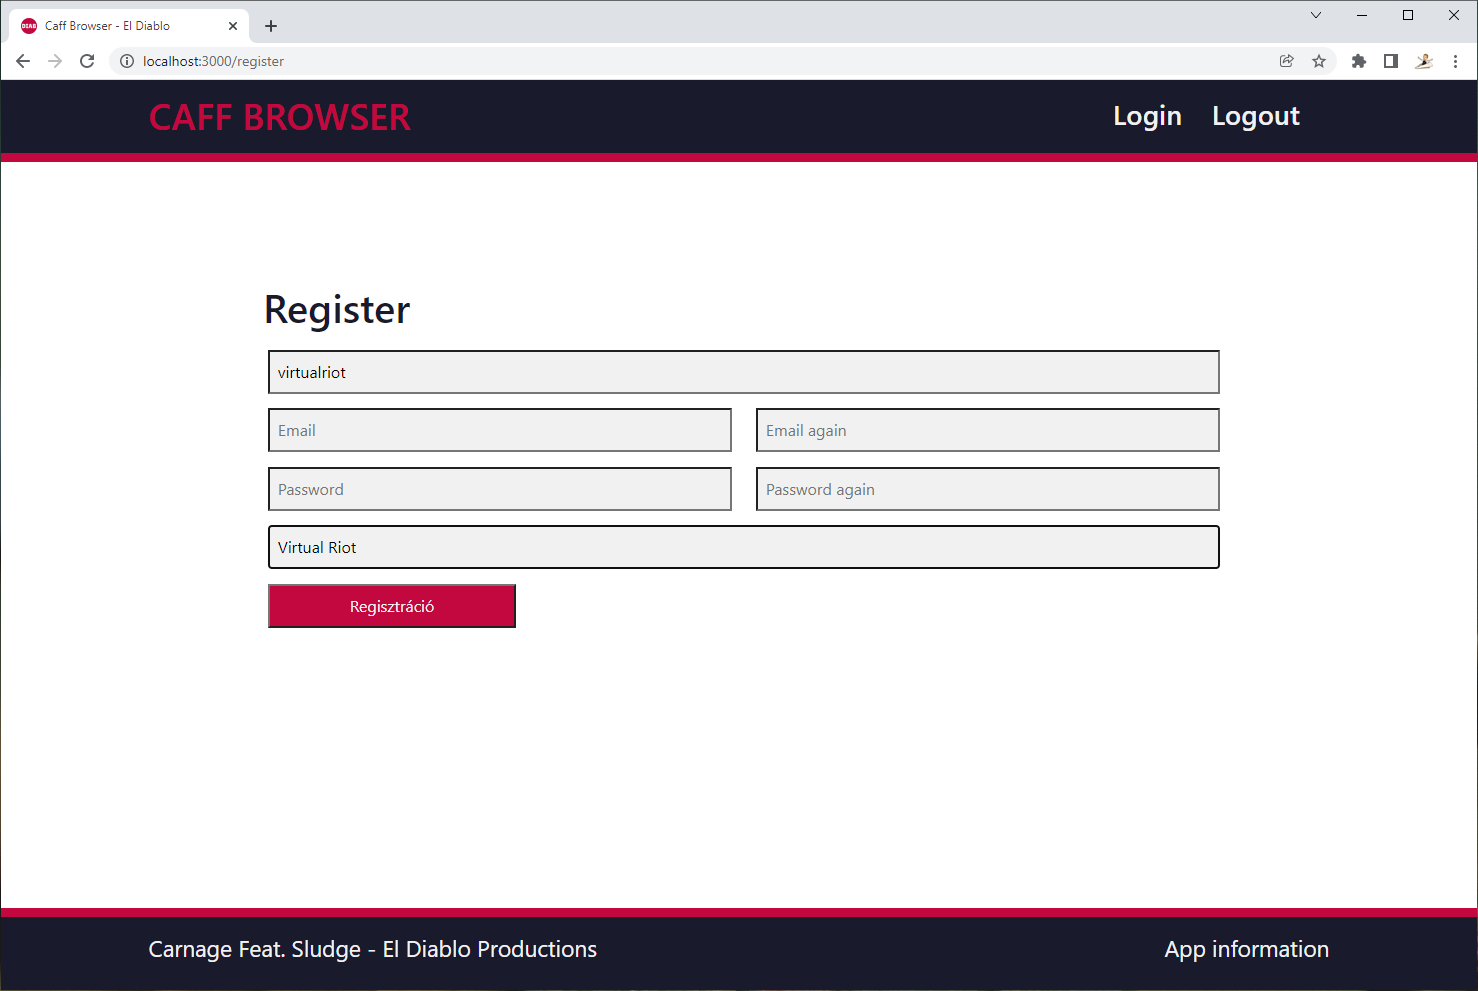 DIAB
Caff Browser - El Diablo
localhost:3000/register
CAFF BROWSER
Login Logout
Register
virtualriot
Email Email again
Password Password again
Virtual Riot
Regisztráció
Carnage Feat. Sludge - El Diablo Productions
App information